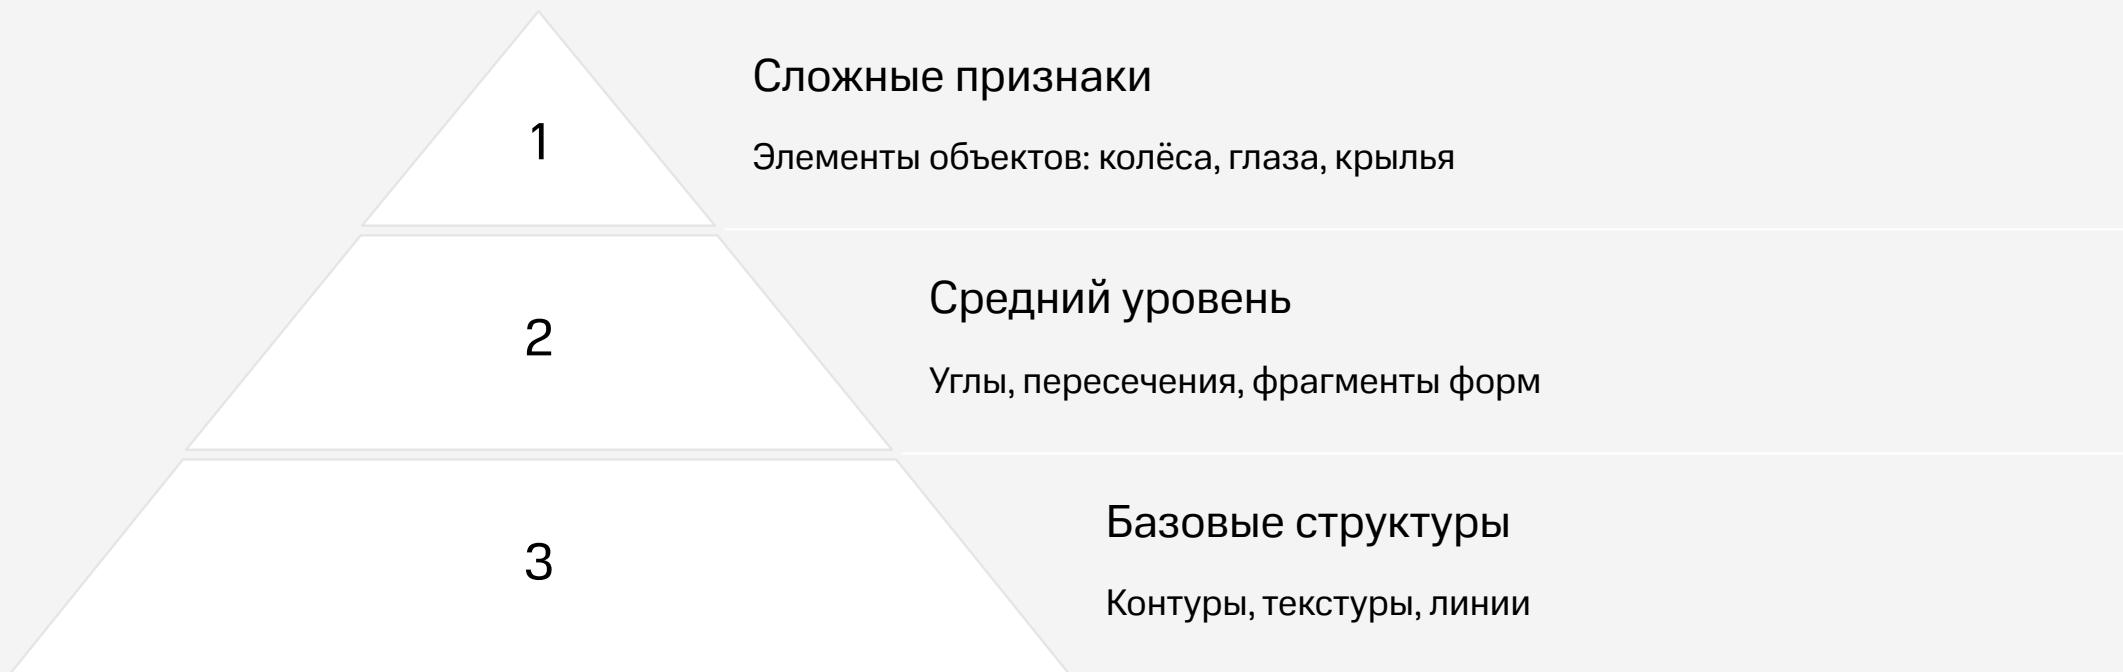 1
Сложные признаки
Элементы объектов: колёса, глаза, крылья
2
Средний уровень
Углы, пересечения, фрагменты форм
3
Базовые структуры
Контуры, текстуры, линии